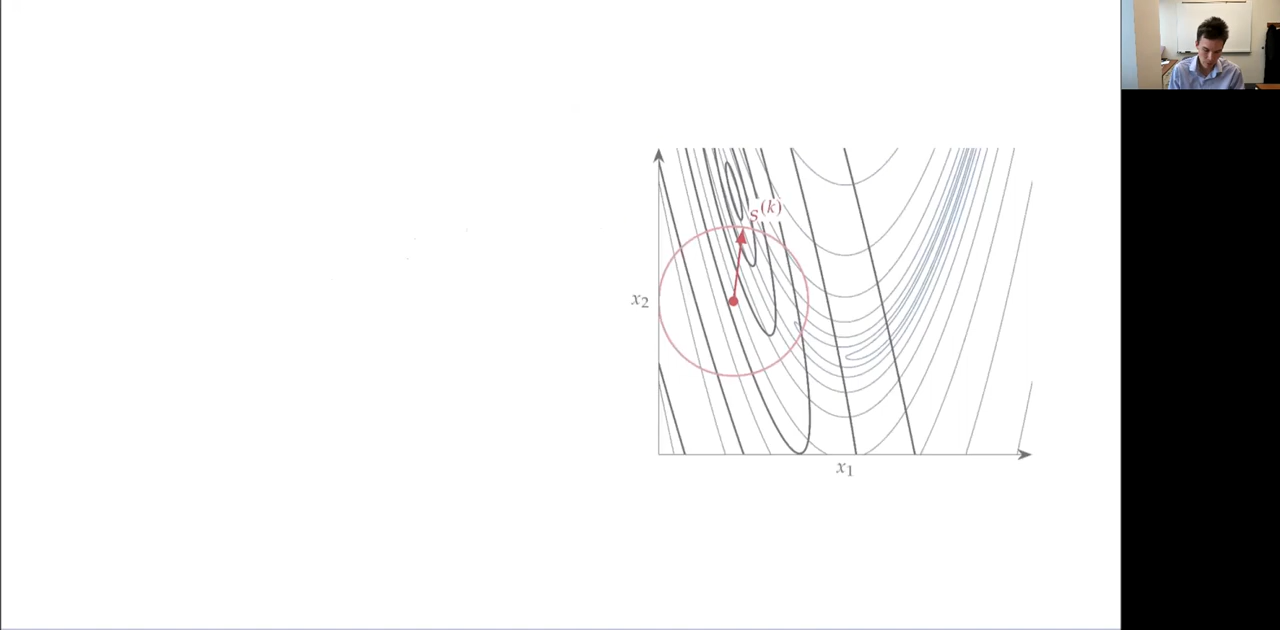 s^(k)
x₂
x₁